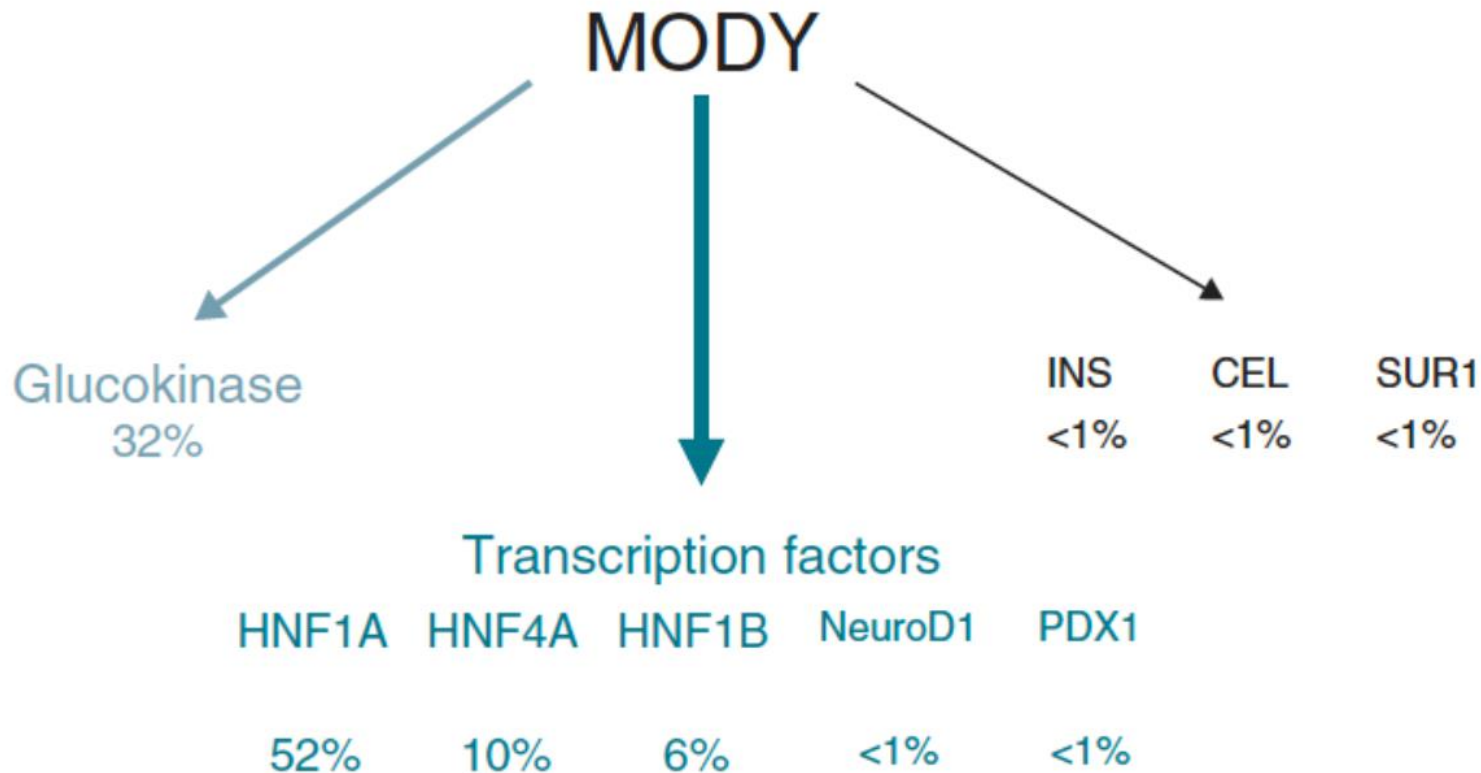 MODY
Glucokinase
32%
INS CEL SUR1
<1% <1% <1%
Transcription factors
HNF1A HNF4A HNF1B NeuroD1 PDX1
52% 10% 6% <1% <1%